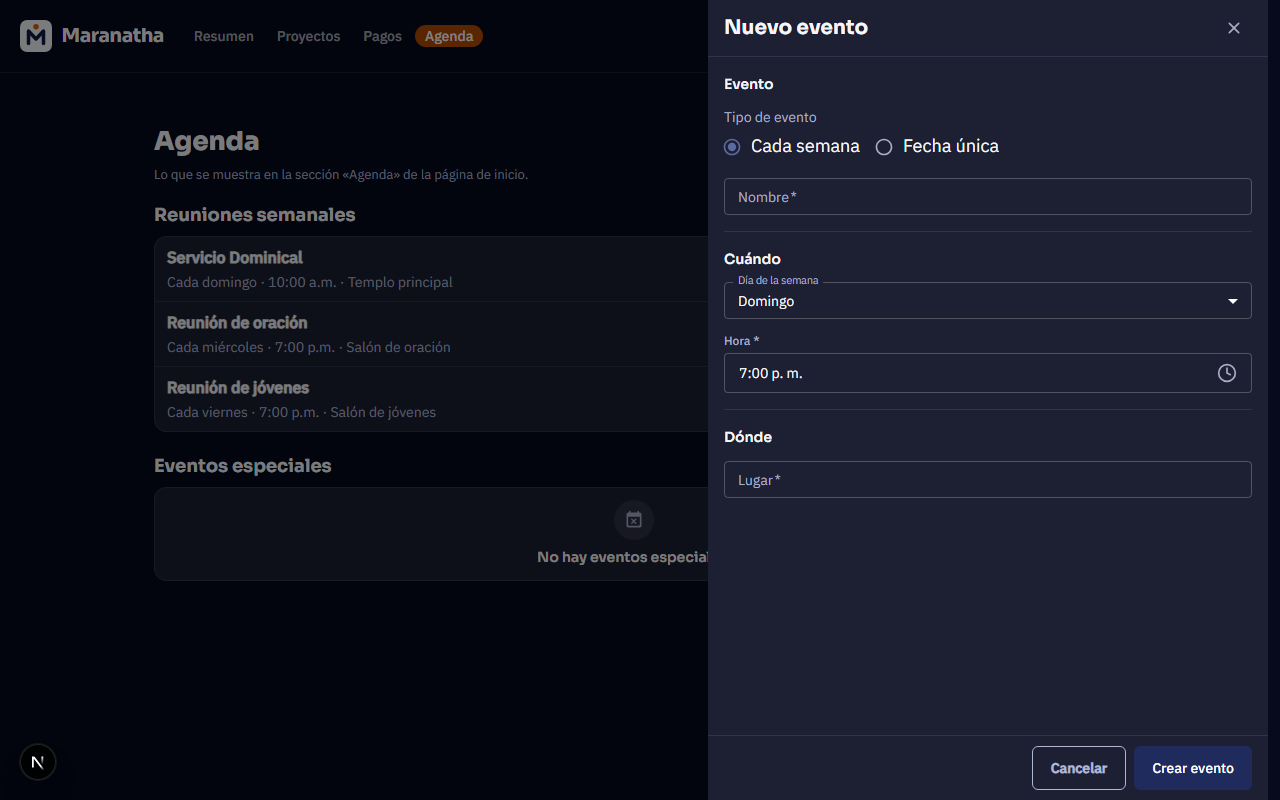 Maranatha
Resumen
Proyectos
Pagos
Agenda
Agenda
Lo que se muestra en la sección «Agenda» de la página de inicio.
Reuniones semanales
Servicio Dominical
Cada domingo · 10:00 a.m. · Templo principal
Reunión de oración
Cada miércoles · 7:00 p.m. · Salón de oración
Reunión de jóvenes
Cada viernes · 7:00 p.m. · Salón de jóvenes
Eventos especiales
No hay eventos especial
N
Nuevo evento
Evento
Tipo de evento
Cada semana
Fecha única
Nombre *
Cuándo
Día de la semana
Domingo
Hora *
7:00 p. m.
Dónde
Lugar *
Cancelar
Crear evento